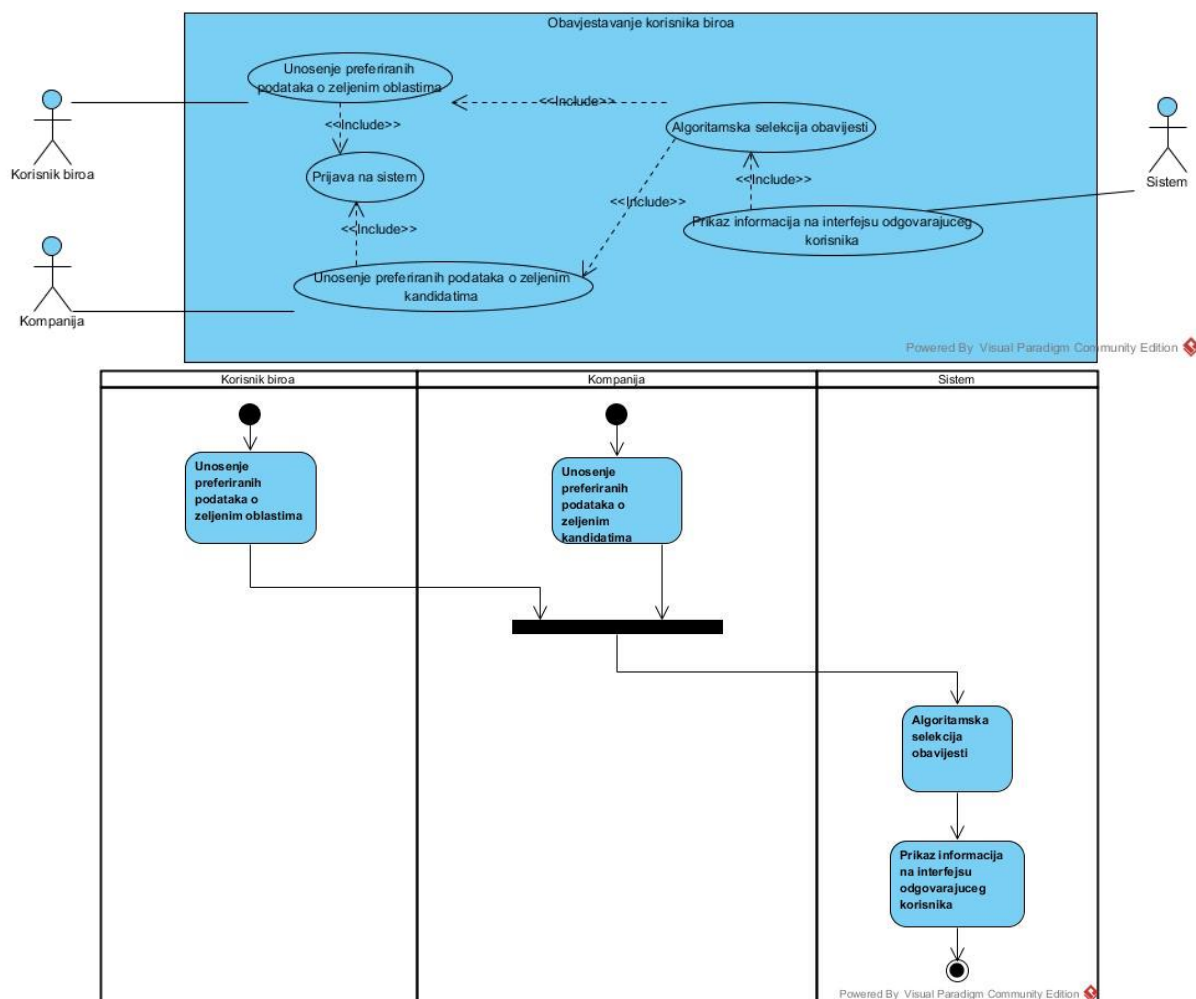 Obavjestavanje korisnika biroa
Unosenje preferiranih
podataka o zeljenim oblastima
<<Include>>
<<Include>>
Algoritamska selekcija obavijesti
Korisnik biroa
Prijava na sistem
<<Include>>
Sistem
<<Include>>
<<Include>>
Prikaz informacija na interfejsu odgovarajuceg
korisnika
Unosenje preferiranih podataka o zeljenim
kandidatima
Kompanija
Powered By Visual Paradigm Community Edition
Korisnik biroa
Kompanija
Sistem
Unosenje
preferiranih
podataka o
zeljenim oblastima
Unosenje
preferiranih
podataka o
zeljenim
kandidatima
Algoritamska
selekcija
obavijesti
Prikaz informacija
na interfejsu
odgovarajuceg
korisnika
Powered By Visual Paradigm Community Edition